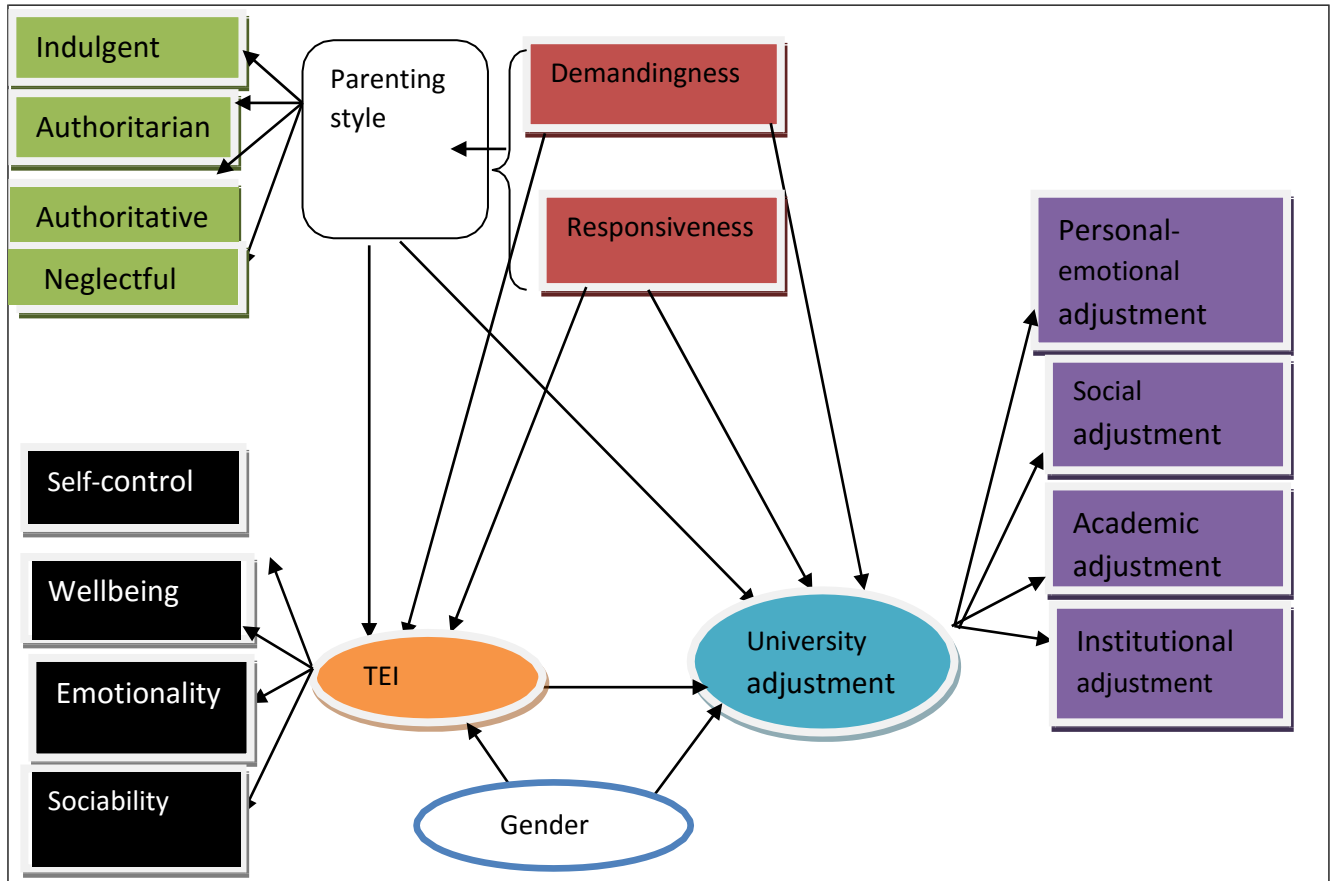 Indulgent
Authoritarian
Authoritative
Neglectful
Parenting
style
Demandingness
Responsiveness
Personal-
emotional
adjustment
Social
adjustment
Academic
adjustment
Institutional
adjustment
Self-control
Wellbeing
Emotionality
Sociability
TEI
University
adjustment
Gender